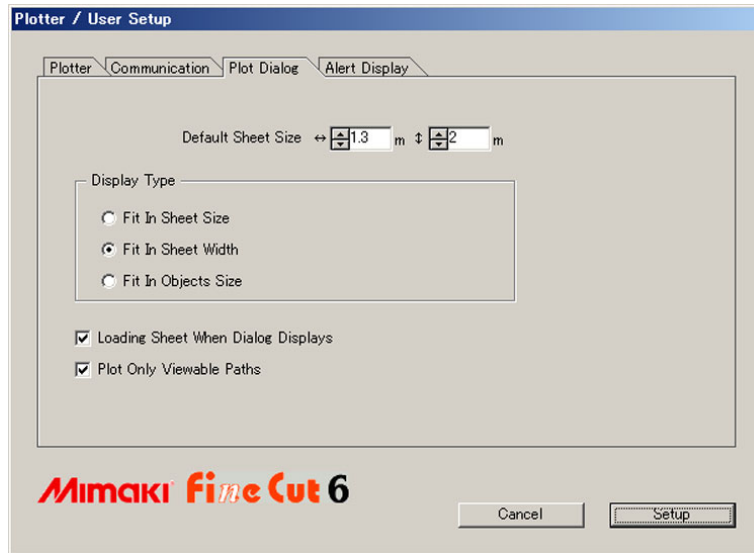 Plotter / User Setup
Plotter Communication Plot Dialog Alert Display
Default Sheet Size ↔ 1.3 m ↕ 2 m
Display Type
Fit In Sheet Size
Fit In Sheet Width
Fit In Objects Size
Loading Sheet When Dialog Displays
Plot Only Viewable Paths
Mimaki Fine Cut 6
Cancel Setup